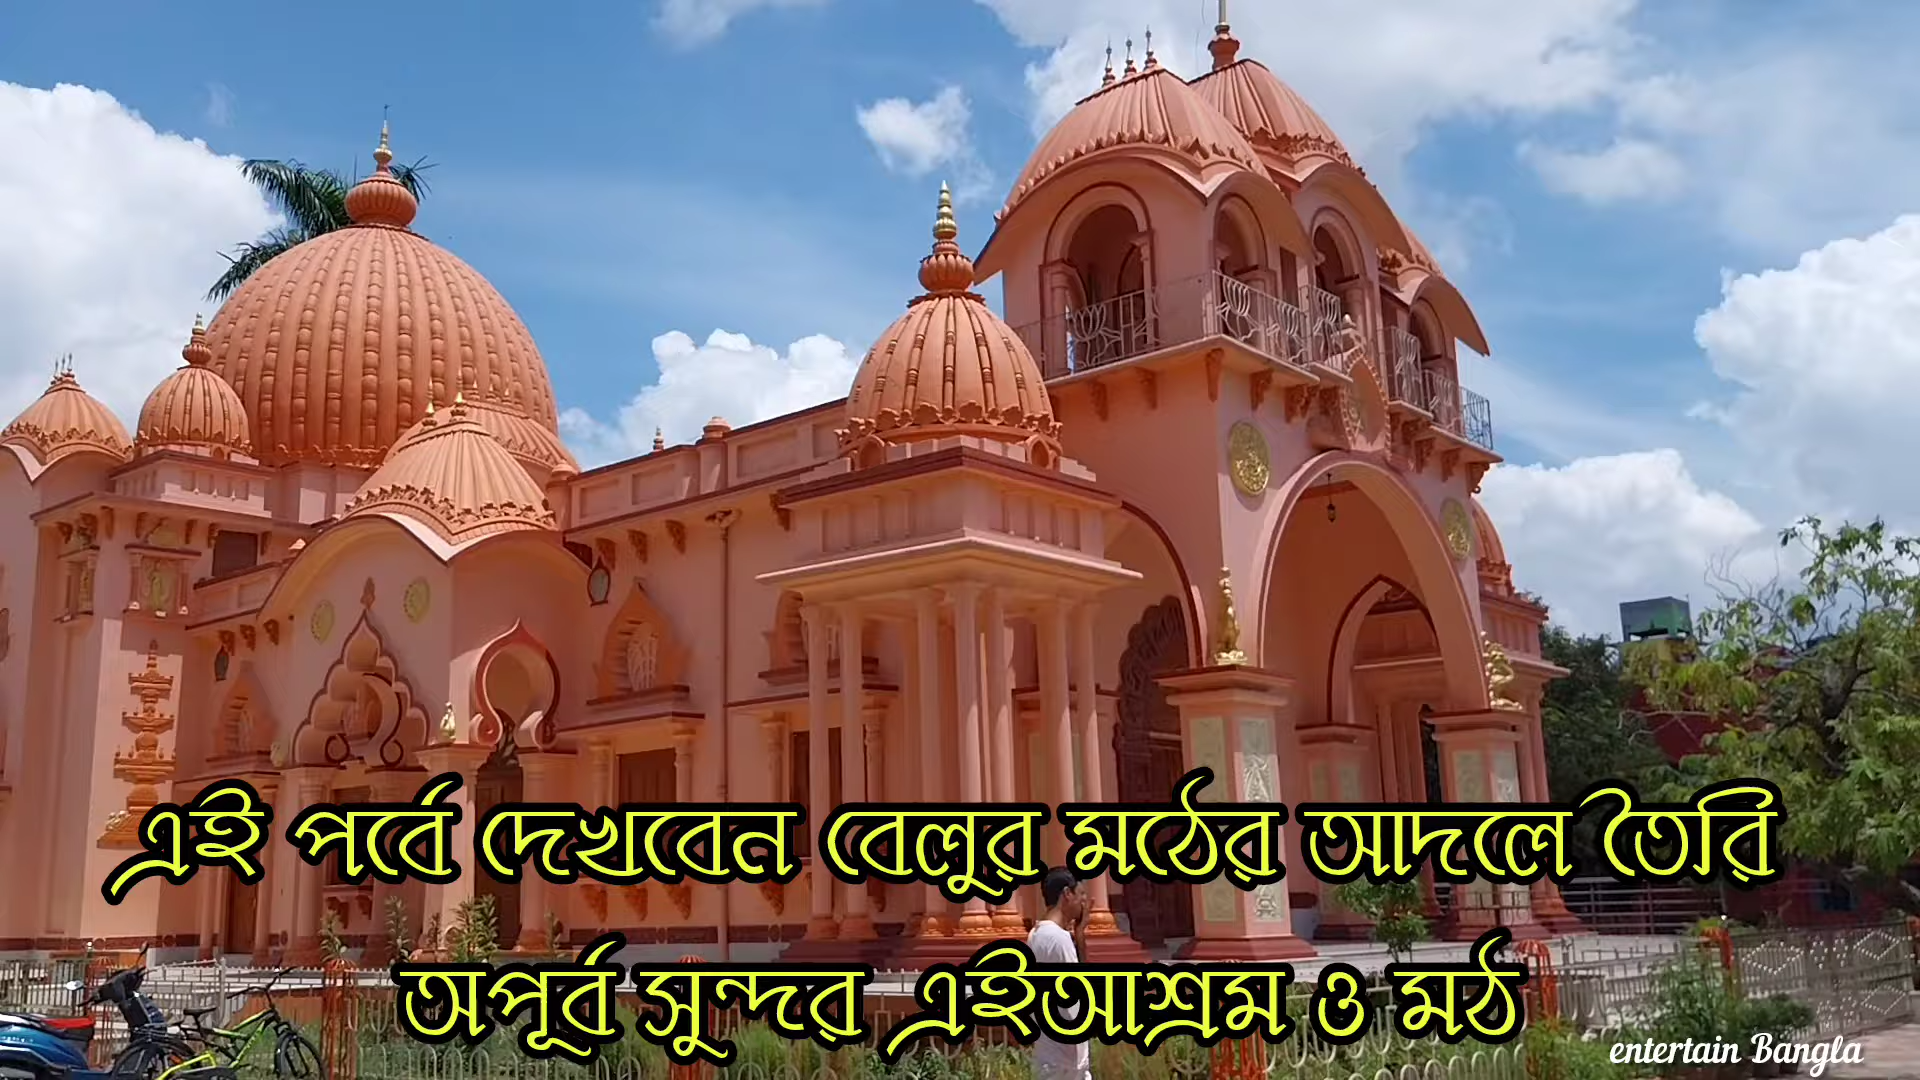 এই পর্বে দেখবেন বেলুর মঠের আদলে তৈরি
অপূর্ব সুন্দর এইআশ্রম ও মঠ
entertain Bangla